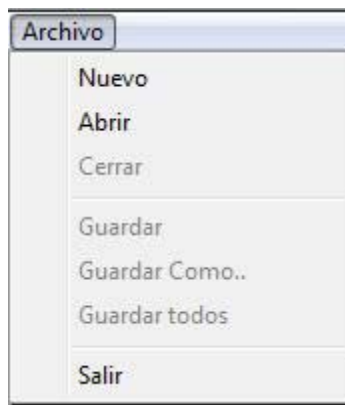 Archivo
Nuevo
Abrir
Cerrar
Guardar
Guardar Como..
Guardar todos
Salir